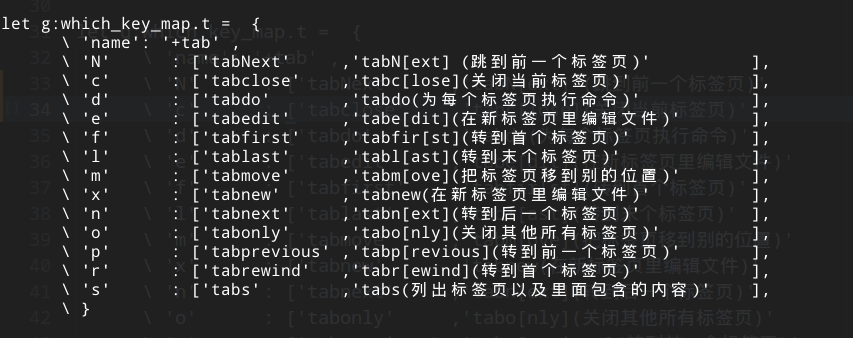 let g:which_key_map.t =  {
      \ 'name': '+tab' ,
      \ 'N'      : ['tabNext'     ,'tabN[ext] (跳到前一个标签页)'          ],
      \ 'c'      : ['tabclose'    ,'tabc[lose](关闭当前标签页)'            ],
      \ 'd'      : ['tabdo'       ,'tabdo(为每个标签页执行命令)'           ],
      \ 'e'      : ['tabedit'     ,'tabe[dit](在新标签页里编辑文件)'       ],
      \ 'f'      : ['tabfirst'    ,'tabfir[st](转到首个标签页)'            ],
      \ 'l'      : ['tablast'     ,'tabl[ast](转到末个标签页)'             ],
      \ 'm'      : ['tabmove'     ,'tabm[ove](把标签页移到别的位置)'       ],
      \ 'x'      : ['tabnew'      ,'tabnew(在新标签页里编辑文件)'          ],
      \ 'n'      : ['tabnext'     ,'tabn[ext](转到后一个标签页)'           ],
      \ 'o'      : ['tabonly'     ,'tabo[nly](关闭其他所有标签页)'         ],
      \ 'p'      : ['tabprevious' ,'tabp[revious](转到前一个标签页)'       ],
      \ 'r'      : ['tabrewind'   ,'tabr[ewind](转到首个标签页)'           ],
      \ 's'      : ['tabs'        ,'tabs(列出标签页以及里面包含的内容)'    ],
      \ }